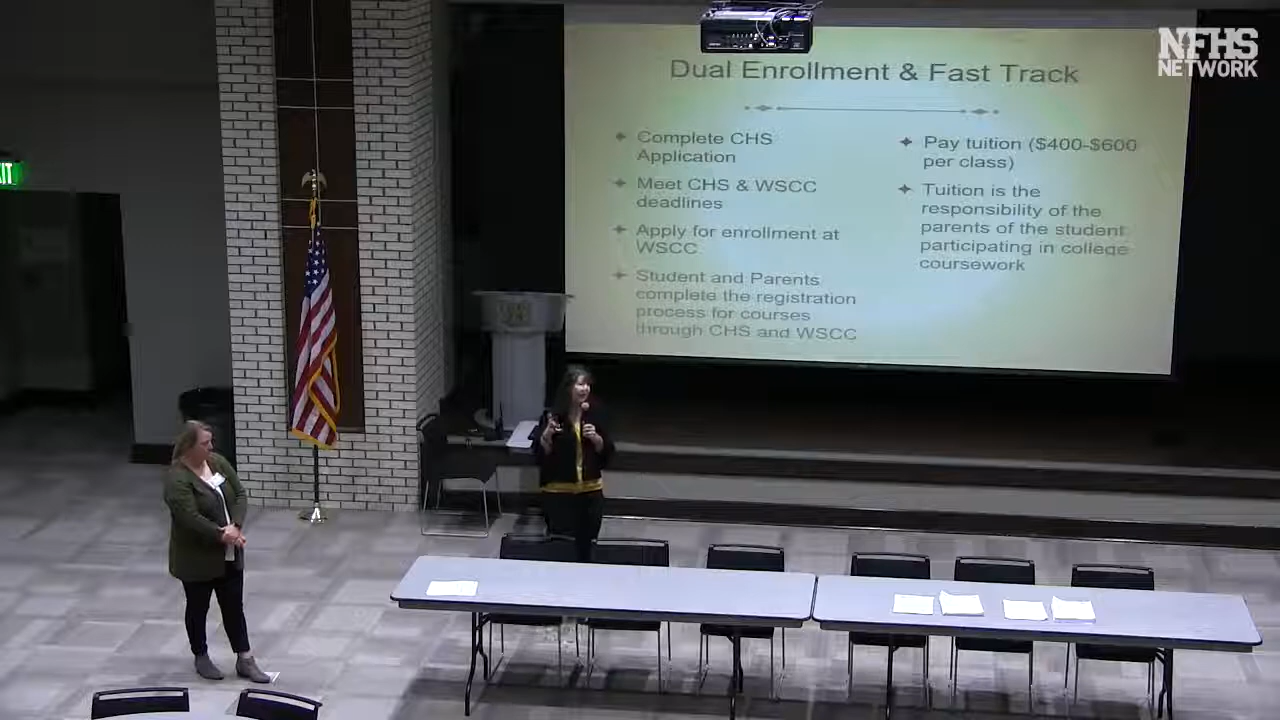 NFHS
NETWORK
Dual Enrollment & Fast Track
Complete CHS
Application
Meet CHS & WSCC
deadlines
Apply for enrollment at
WSCC.
Student and Parents
complete the registration
process for courses
through CHS and WSCC
Pay tuition ($400-$600
per class)
Tuition is the
responsibility of the
parents of the student
participating in college
coursework